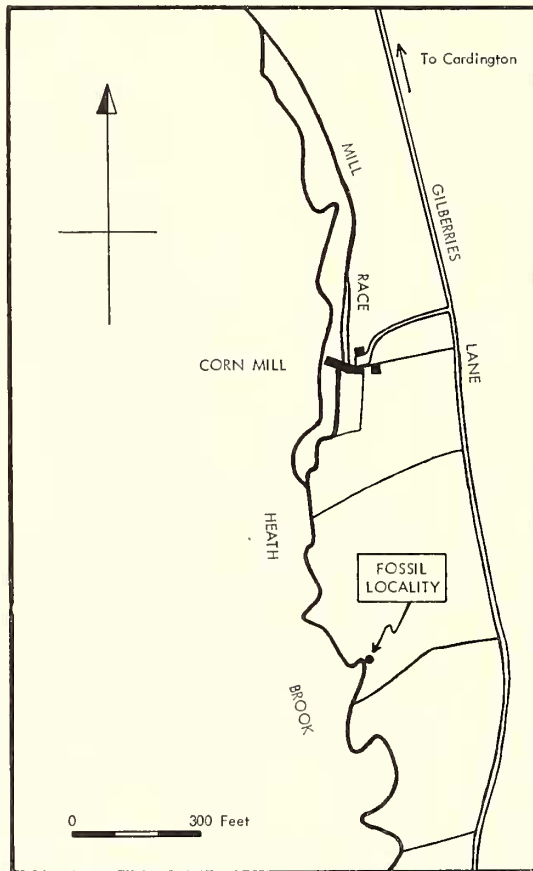 To Cardington
MILL
RACE
GILBERRIES
LANE
CORN MILL
HEATH
FOSSIL
LOCALITY
BROOK
0 300 Feet